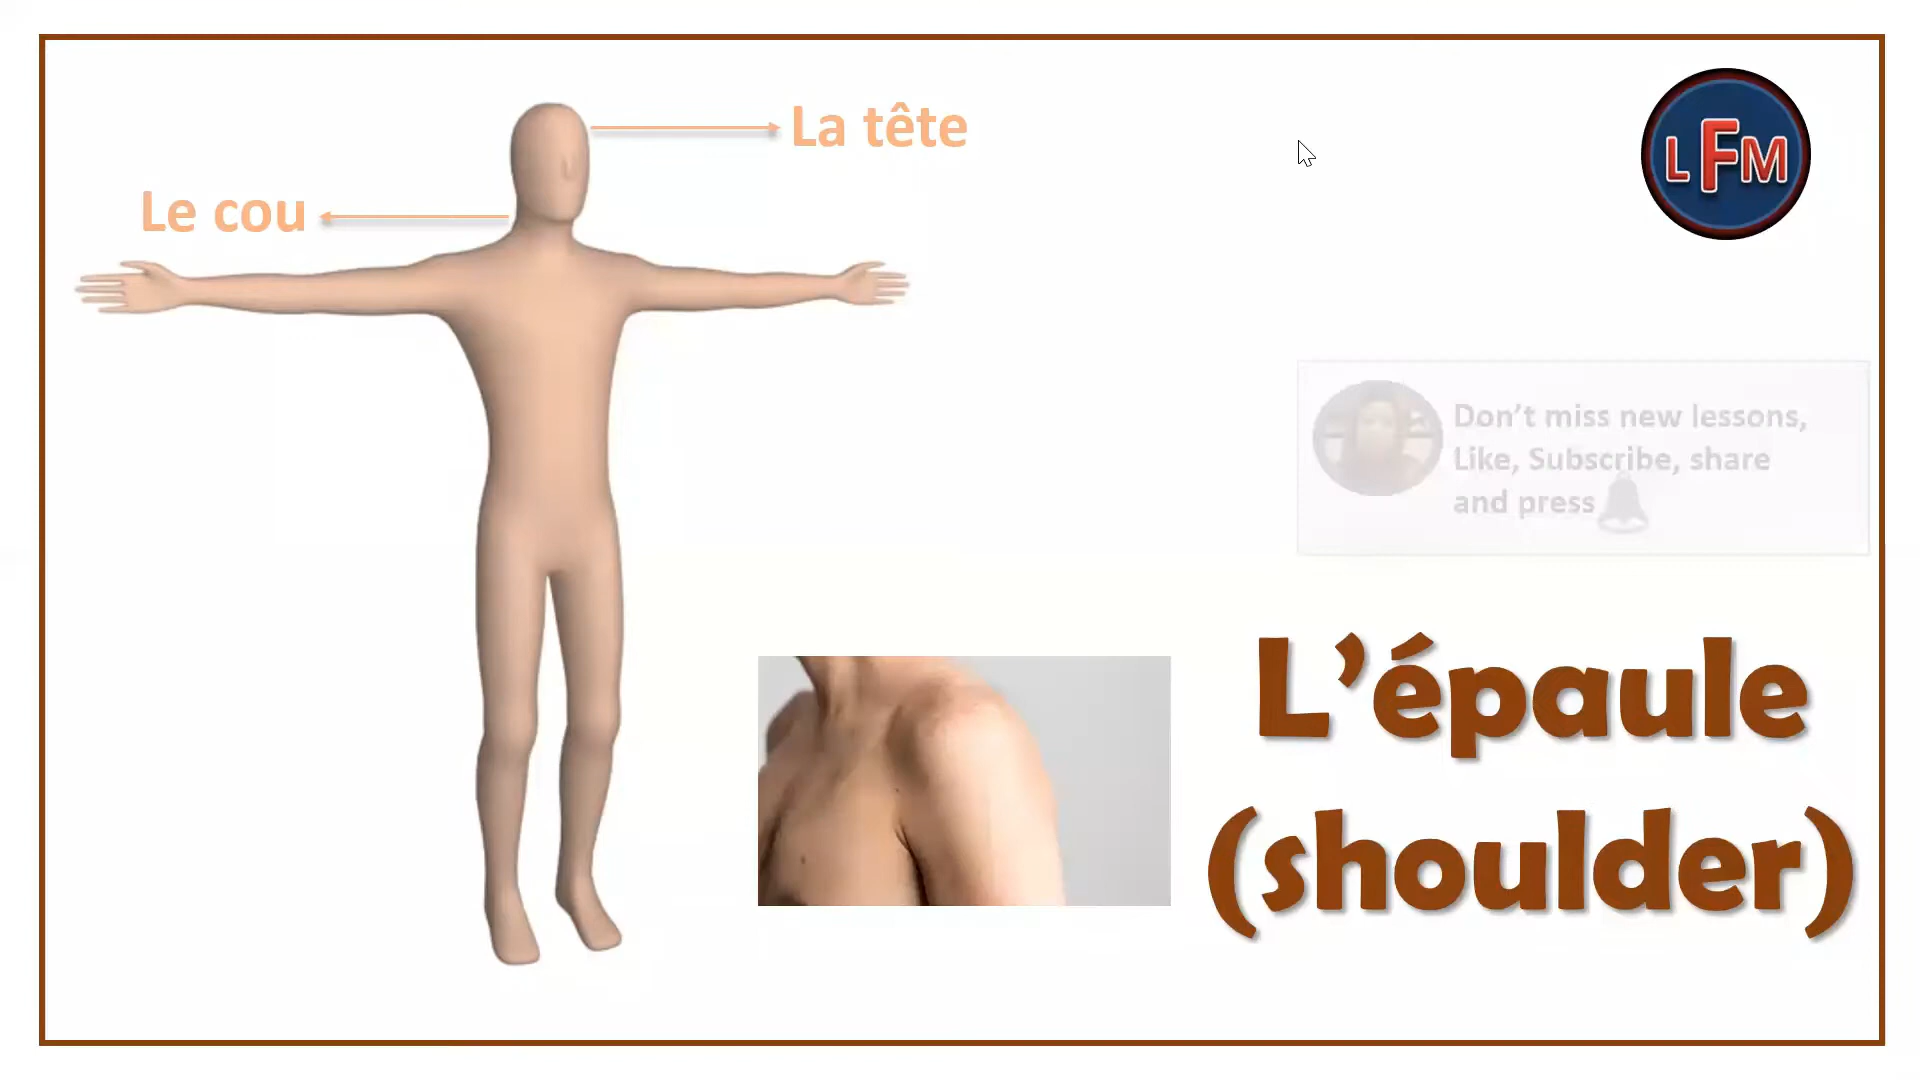 La tête
LFM
Le cou
Don't miss new lessons,
Like, Subscribe, share
and press
L'épaule
(shoulder)